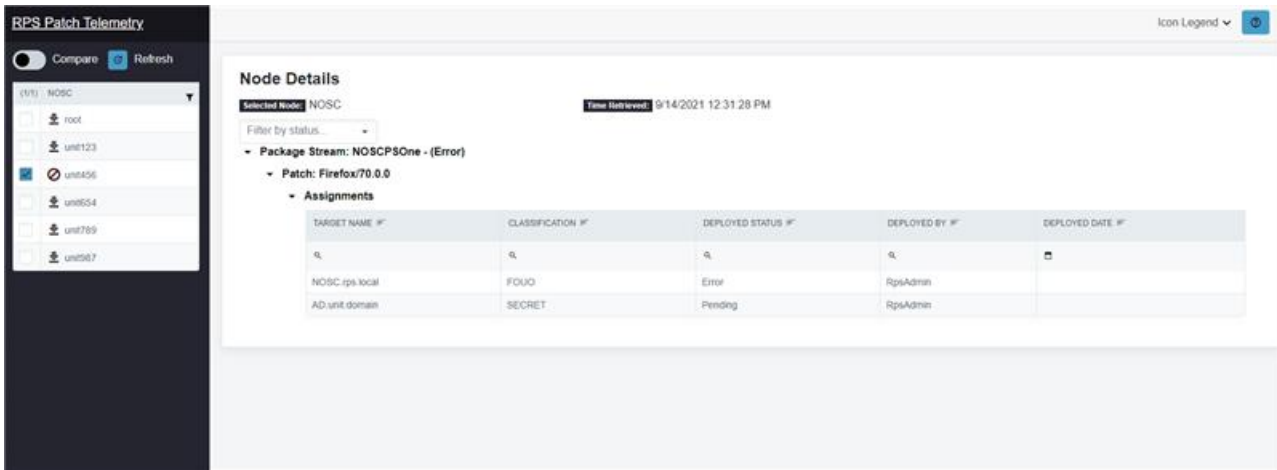 RPS Patch Telemetry
Icon Legend
Compare Refresh
(1/1) NOSC
root
unit123
unit456
unit654
unit789
unit987
Node Details
Selected Node: NOSC
Time Retrieved: 9/14/2021 12:31:28 PM
Filter by status...
Package Stream: NOSCPSOne - (Error)
Patch: Firefox/70.0.0
Assignments
TARGET NAME CLASSIFICATION DEPLOYED STATUS DEPLOYED BY DEPLOYED DATE
NOSC.rps.local FOUO Error RpsAdmin
AD.unit.domain SECRET Pending RpsAdmin